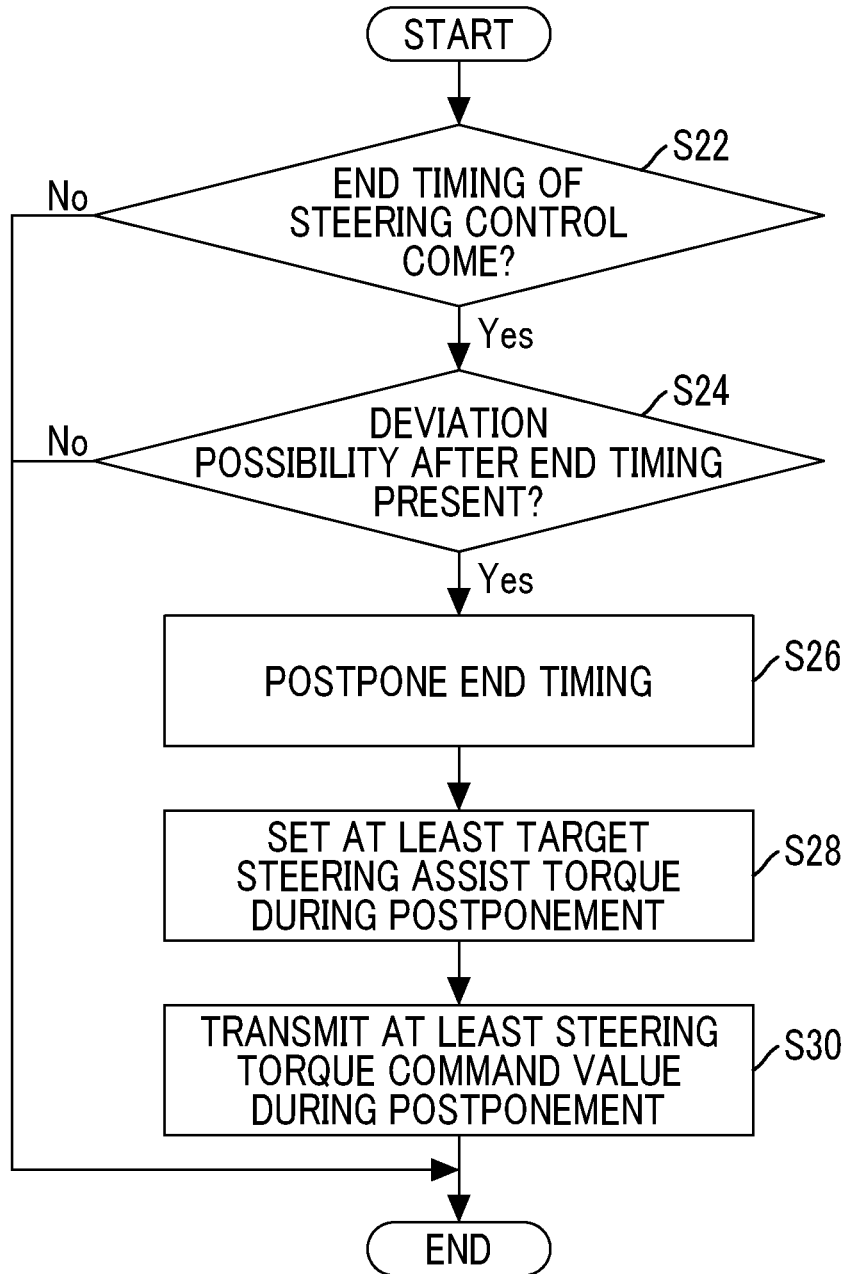 START
S22
END TIMING OF
STEERING CONTROL
COME?
No
Yes
S24
DEVIATION
POSSIBILITY AFTER END TIMING
PRESENT?
No
Yes
S26
POSTPONE END TIMING
S28
SET AT LEAST TARGET
STEERING ASSIST TORQUE
DURING POSTPONEMENT
S30
TRANSMIT AT LEAST STEERING
TORQUE COMMAND VALUE
DURING POSTPONEMENT
END